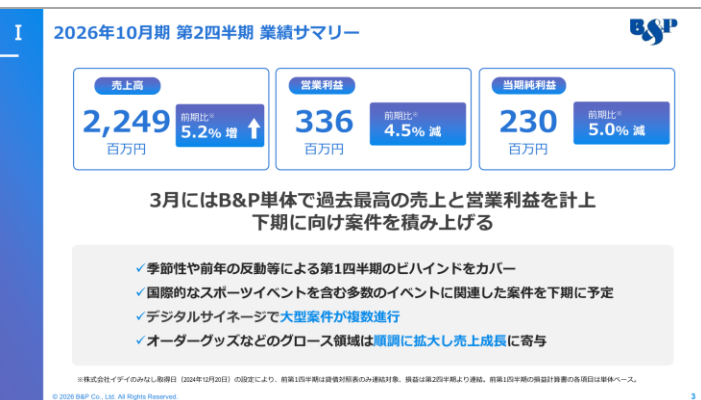 I
2026年10月期 第2四半期 業績サマリー
B&P
売上高
2,249
百万円
前期比※
5.2% 増
営業利益
336
百万円
前期比※
4.5% 減
当期純利益
230
百万円
前期比※
5.0% 減
3月にはB&P単体で過去最高の売上と営業利益を計上
下期に向け案件を積み上げる
✓季節性や前年の反動等による第1四半期のビハインドをカバー
✓国際的なスポーツイベントを含む多数のイベントに関連した案件を下期に予定
✓デジタルサイネージで大型案件が複数進行
✓オーダーグッズなどのグロース領域は順調に拡大し売上成長に寄与
※株式会社イデイのみなし取得日（2024年12月20日）の設定により、前第1四半期は貸借対照表のみ連結対象、損益は第2四半期より連結。前第1四半期の損益計算書の各項目は単体ベース。
© 2026 B&P Co., Ltd. All Rights Reserved.
3